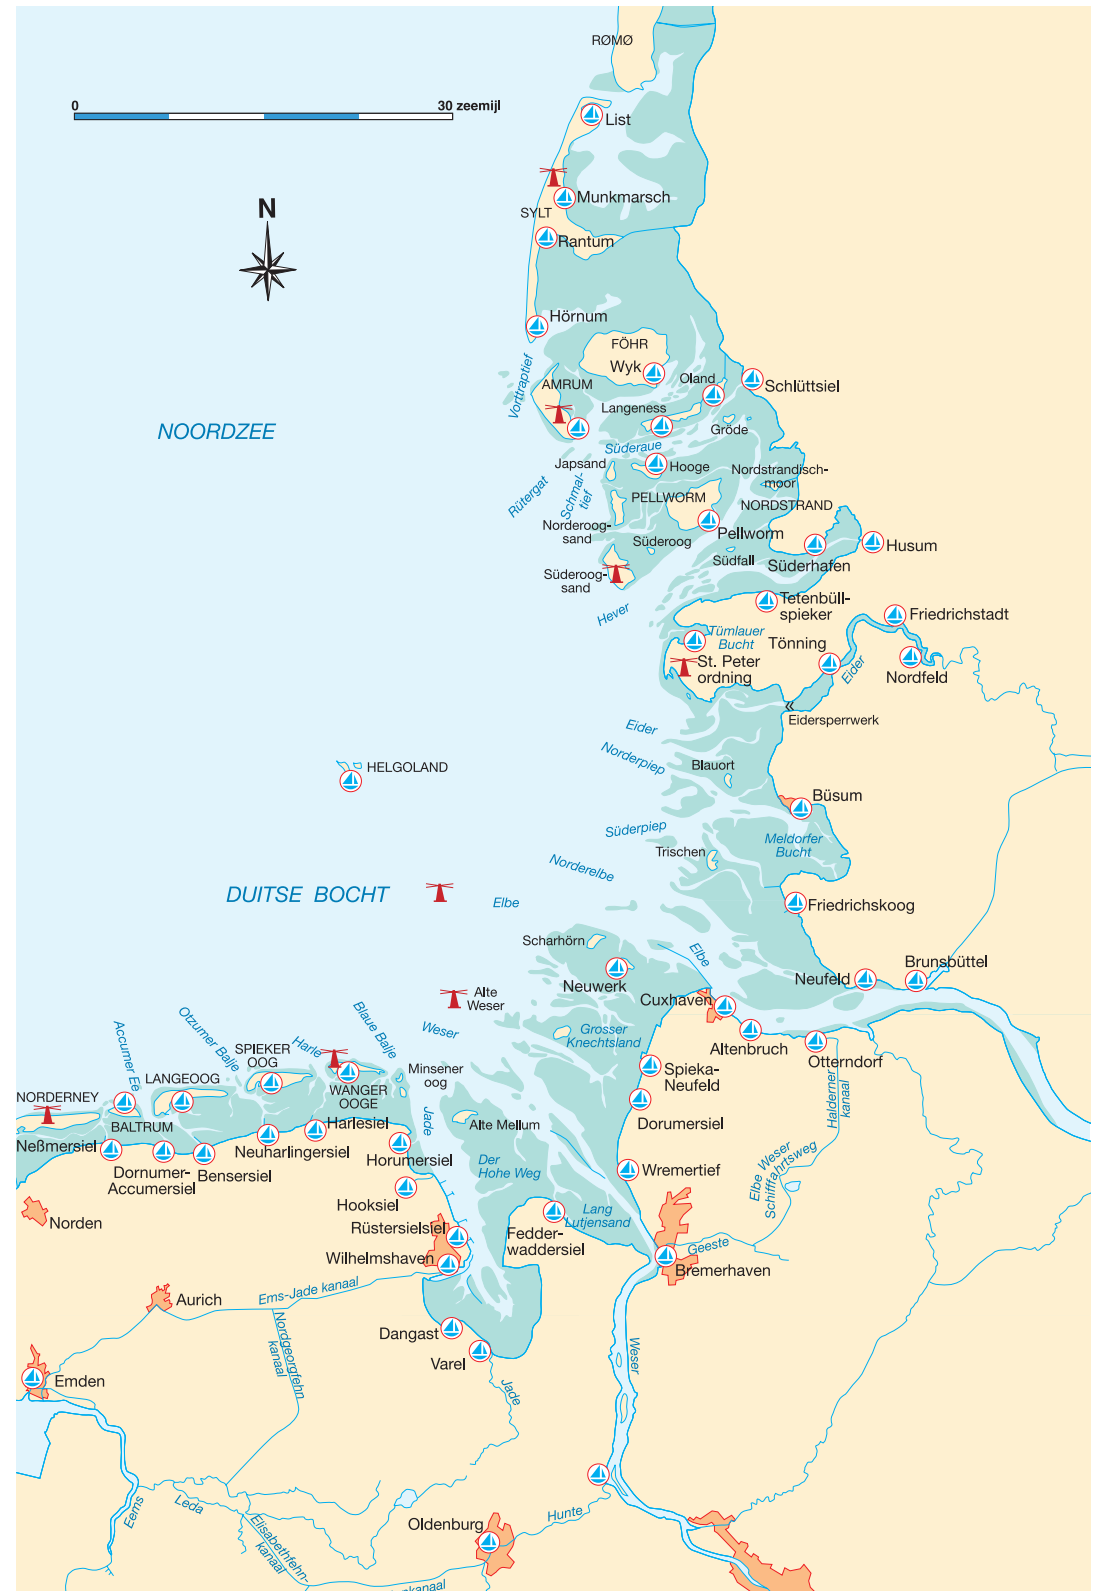 RØMØ
0
30 zeemijl
List
N
Munkmarsch
SYLT
Rantum
Hörnum
FÖHR
Wyk
Vorttraptief
AMRUM
Oland
Schlüttsiel
Langeness
Gröde
NOORDZEE
Süderaue
Japsand
Hooge
Nordstrandisch-
moor
Rütergat
Schmal-
tief
PELLWORM
NORDSTRAND
Norderoog-
sand
Pellworm
Süderoog
Husum
Südfall
Süderhafen
Süderoog-
sand
Hever
Tetenbüll-
spieker
Friedrichstadt
Tümlauer
Bucht
Tönning
St. Peter
ordning
Eider
Nordfeld
Eidersperrwerk
Eider
Norderpiep
Blauort
HELGOLAND
Büsum
Süderpiep
Meldorfer
Bucht
Trischen
Norderelbe
DUITSE BOCHT
Elbe
Friedrichskoog
Scharhörn
Elbe
Brunsbüttel
Neuwerk
Neufeld
Cuxhaven
Alte
Weser
Weser
Grosser
Knechtsland
Altenbruch
Otterndorf
Accumer Ee
Otzumer Balje
Harle
Blaue Balje
SPIEKER
OOG
Minsener
oog
Spieka-
Neufeld
Halderner
kanaal
LANGEOOG
WANGER
OOGE
NORDERNEY
BALTRUM
Jade
Alte Mellum
Dorumersiel
Harlesiel
Neßmersiel
Neuharlingersiel
Horumersiel
Dornumer-
Accumersiel
Bensersiel
Der
Hohe Weg
Wremertief
Elbe Weser
Schifffahrtsweg
Hooksiel
Lang
Lutjensand
Norden
Rüstersielsiel
Fedder-
waddersiel
Geeste
Wilhelmshaven
Bremerhaven
Ems-Jade kanaal
Aurich
Nordgeorgfehn
kanaal
Dangast
Weser
Varel
Emden
Jade
Eems
Leda
Elisabethfehn-
kanaal
Hunte
Oldenburg
nkanaal